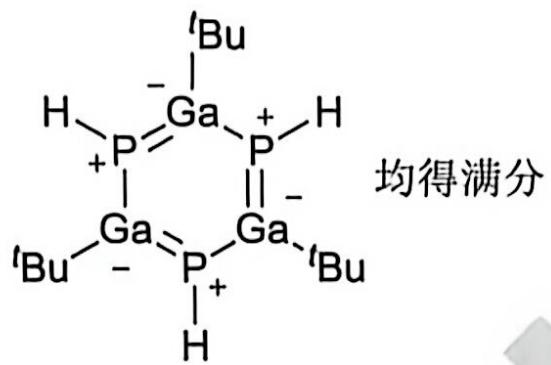 ᵗBu
H − Ga + H
P P
+ 均得满分
Ga Ga −
ᵗBu − P + ᵗBu
H